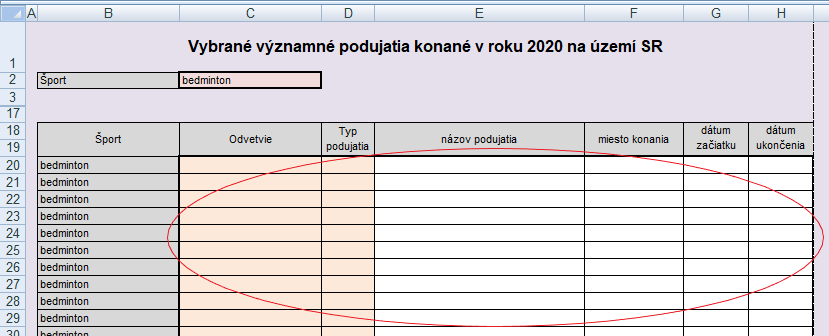 A B C D E F G H
1 Vybrané významné podujatia konané v roku 2020 na území SR
2 Šport bedminton
3
17
18 Šport Odvetvie Typ podujatia názov podujatia miesto konania dátum začiatku dátum ukončenia
19
20 bedminton
21 bedminton
22 bedminton
23 bedminton
24 bedminton
25 bedminton
26 bedminton
27 bedminton
28 bedminton
29 bedminton
30 bedminton